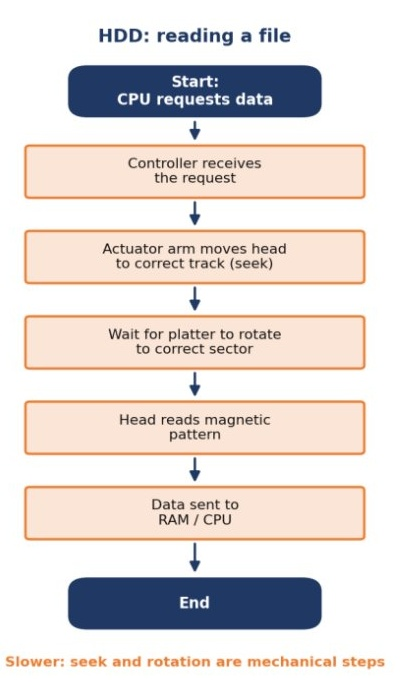 HDD: reading a file
Start:
CPU requests data
Controller receives
the request
Actuator arm moves head
to correct track (seek)
Wait for platter to rotate
to correct sector
Head reads magnetic
pattern
Data sent to
RAM / CPU
End
Slower: seek and rotation are mechanical steps